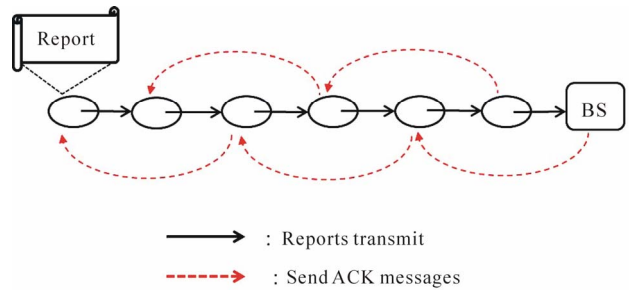 Report
BS
: Reports transmit
: Send ACK messages